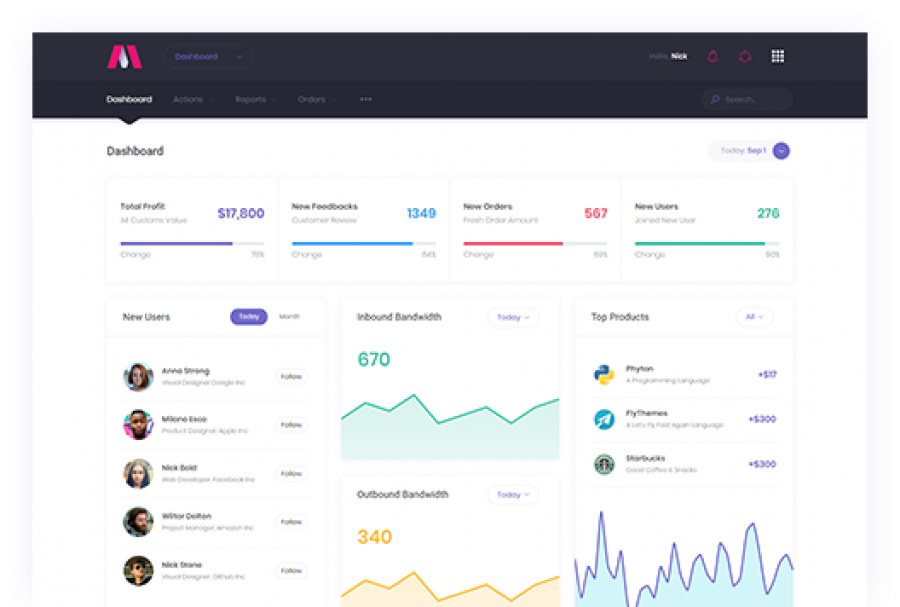 Dashboard
Hello, Nick
Dashboard Actions Reports Orders
Search...
Dashboard
Today: Sep 1
Total Profit
All Customs Value
$17,800
Change 78%
New Feedbacks
Customer Review
1349
Change 84%
New Orders
Fresh Order Amount
567
Change 69%
New Users
Joined New User
276
Change 90%
New Users
Today Month
Anna Strong
Visual Designer, Google Inc
Follow
Milano Esco
Product Designer, Apple Inc
Follow
Nick Bold
Web Developer, Facebook Inc
Follow
Wiltor Delton
Project Manager, Amazon Inc
Follow
Nick Stone
Visual Designer, Github Inc
Follow
Inbound Bandwidth
Today
670
Outbound Bandwidth
Today
340
Top Products
All
Phyton
A Programming Language
+$17
FlyThemes
A Let's Fly Fast Again Language
+$300
Starbucks
Good Coffee & Snacks
+$300